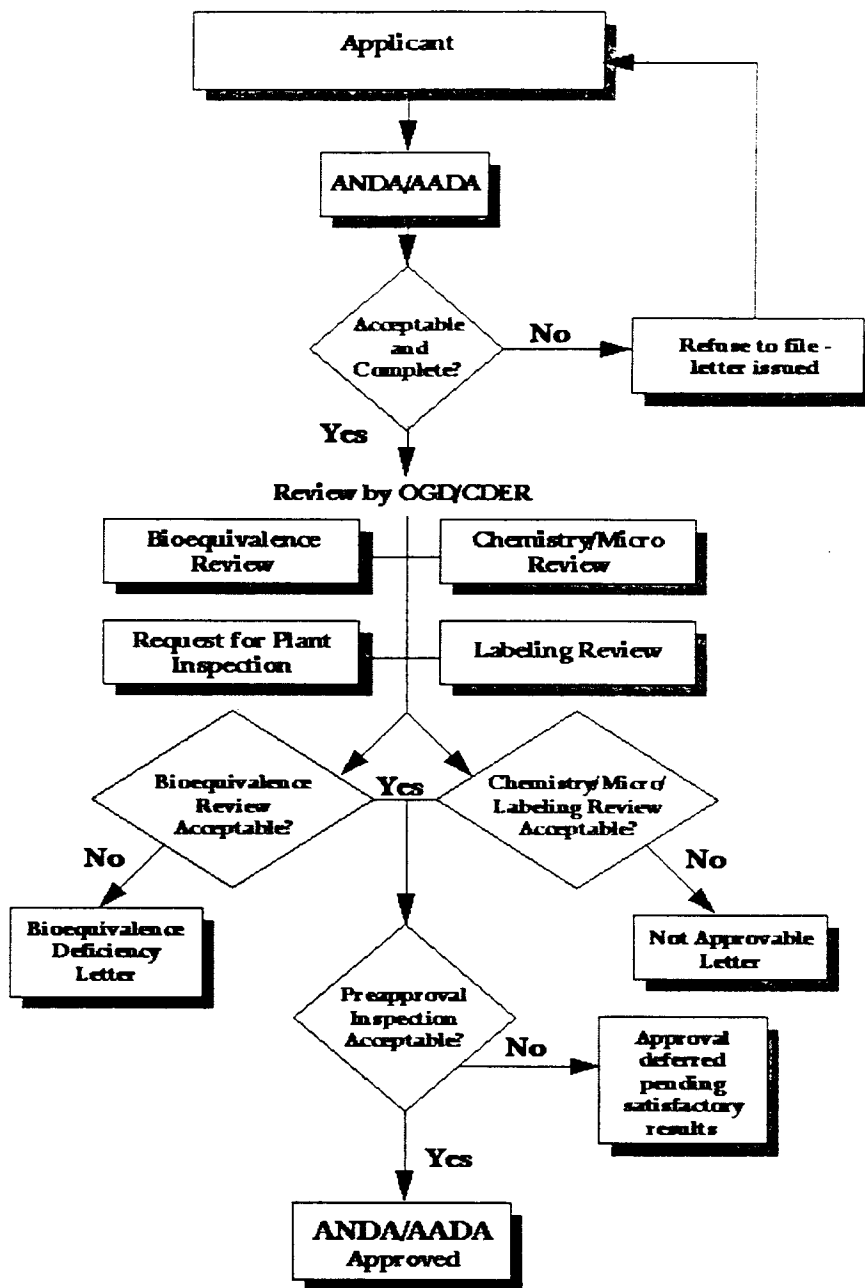 Applicant
ANDA/AADA
Acceptable
and
Complete?
No
Refuse to file -
letter issued
Yes
Review by OGD/CDER
Bioequivalence
Review
Chemistry/Micro
Review
Request for Plant
Inspection
Labeling Review
Bioequivalence
Review
Acceptable?
Yes
Chemistry/Micro/
Labeling Review
Acceptable?
No
No
Bioequivalence
Deficiency
Letter
Not Approvable
Letter
Preapproval
Inspection
Acceptable?
No
Approval
deferred
pending
satisfactory
results
Yes
ANDA/AADA
Approved